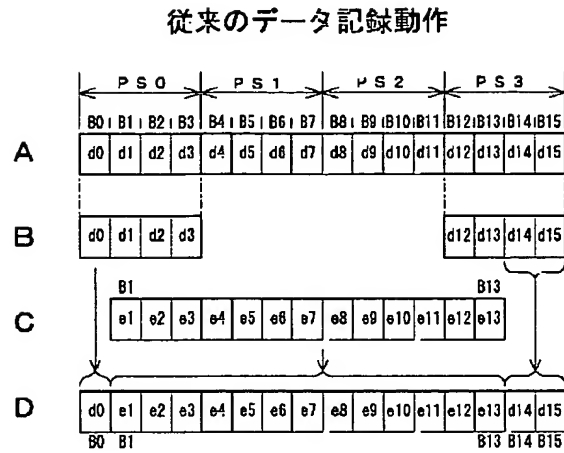 従来のデータ記録動作
PS0 PS1 PS2 PS3
B0 B1 B2 B3 B4 B5 B6 B7 B8 B9 B10 B11 B12 B13 B14 B15
A d0 d1 d2 d3 d4 d5 d6 d7 d8 d9 d10 d11 d12 d13 d14 d15
B d0 d1 d2 d3 d12 d13 d14 d15
B1 B13
C e1 e2 e3 e4 e5 e6 e7 e8 e9 e10 e11 e12 e13
D d0 e1 e2 e3 e4 e5 e6 e7 e8 e9 e10 e11 e12 e13 d14 d15
B0 B1 B13 B14 B15